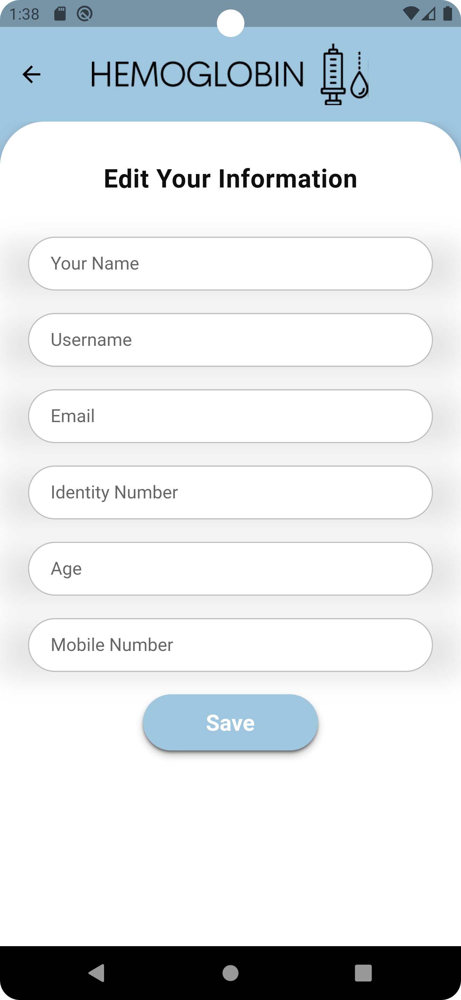 1:38
HEMOGLOBIN
Edit Your Information
Your Name
Username
Email
Identity Number
Age
Mobile Number
Save